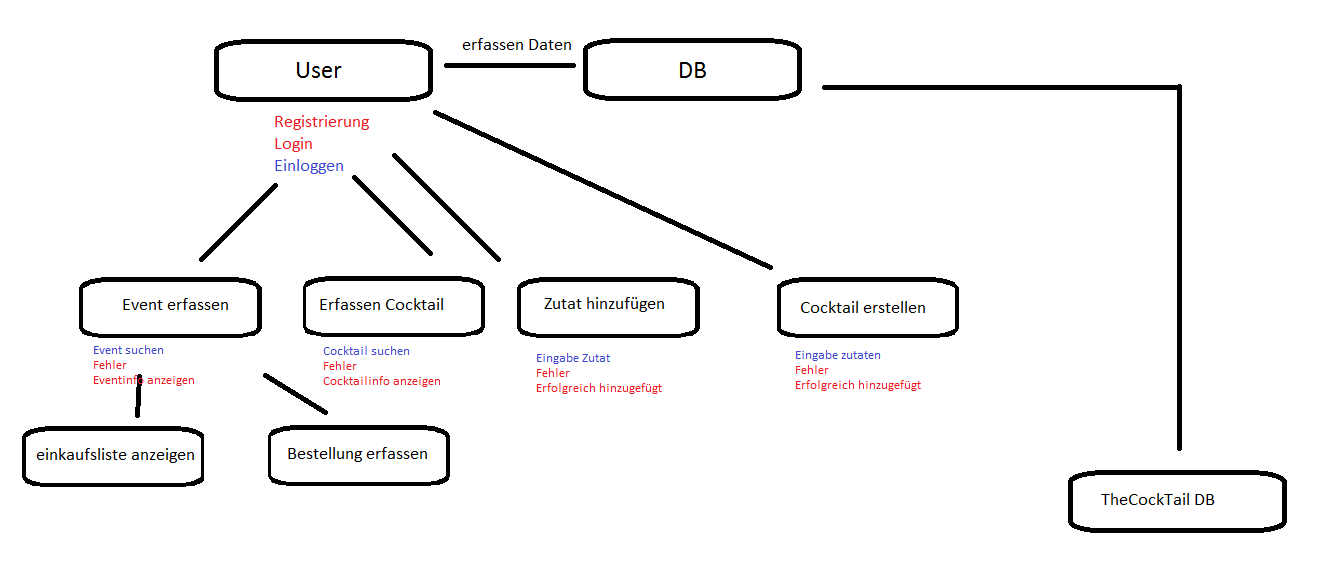 erfassen Daten
User
DB
Registrierung
Login
Einloggen
Event erfassen
Erfassen Cocktail
Zutat hinzufügen
Cocktail erstellen
Event suchen
Fehler
Eventinfo anzeigen
Cocktail suchen
Fehler
Cocktailinfo anzeigen
Eingabe Zutat
Fehler
Erfolgreich hinzugefügt
Eingabe zutaten
Fehler
Erfolgreich hinzugefügt
einkaufsliste anzeigen
Bestellung erfassen
TheCockTail DB